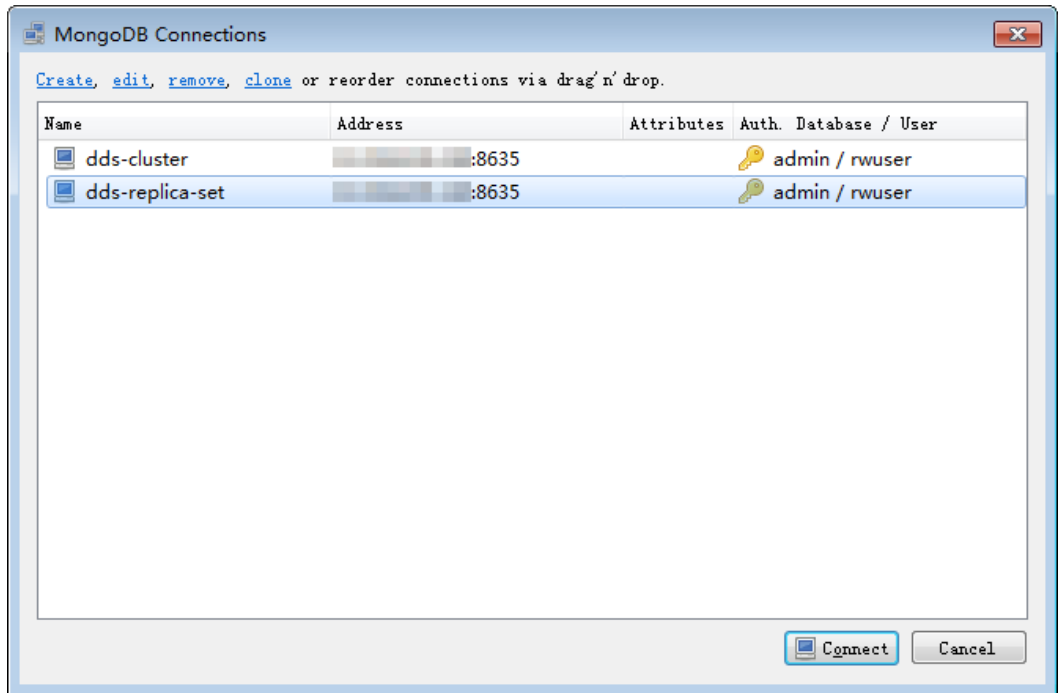 MongoDB Connections
Create, edit, remove, clone or reorder connections via drag'n'drop.
Name Address Attributes Auth. Database / User
dds-cluster :8635 admin / rwuser
dds-replica-set :8635 admin / rwuser
Connect Cancel